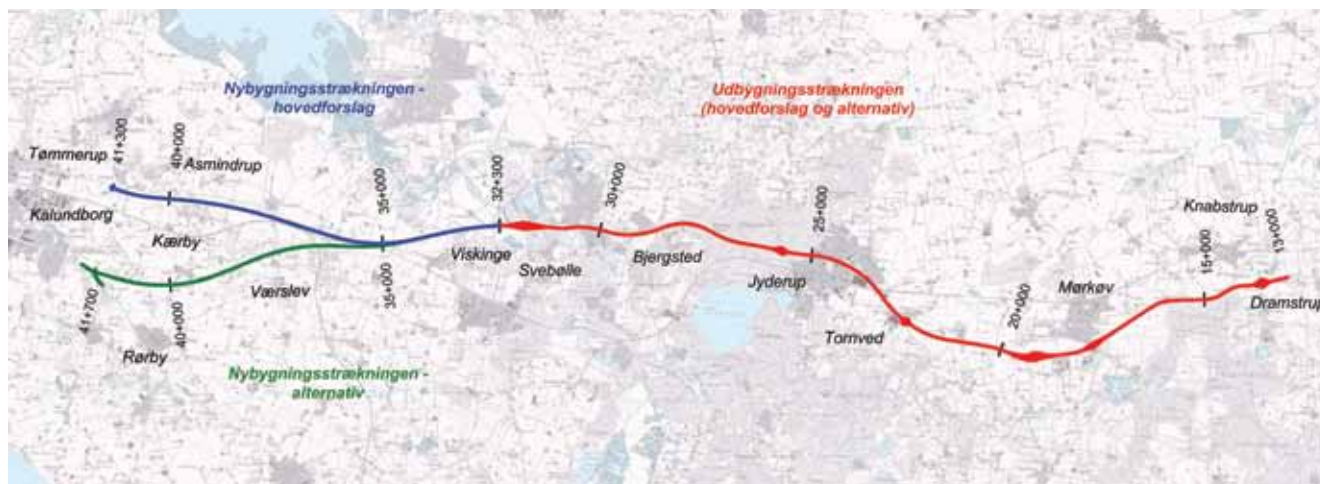 Nybygningsstrækningen -
hovedforslag
Udbygningsstrækningen
(hovedforslag og alternativ)
Tømmerup
41+300
40+000
Asmindrup
Kalundborg
Kærby
35+000
32+300
30+000
25+000
Knabstrup
15+000
13+000
Viskinge
Svebølle
Bjergsted
Jyderup
Tornved
20+000
Mørkøv
Dramstrup
41+700
40+000
Værslev
35+000
Rørby
Nybygningsstrækningen -
alternativ